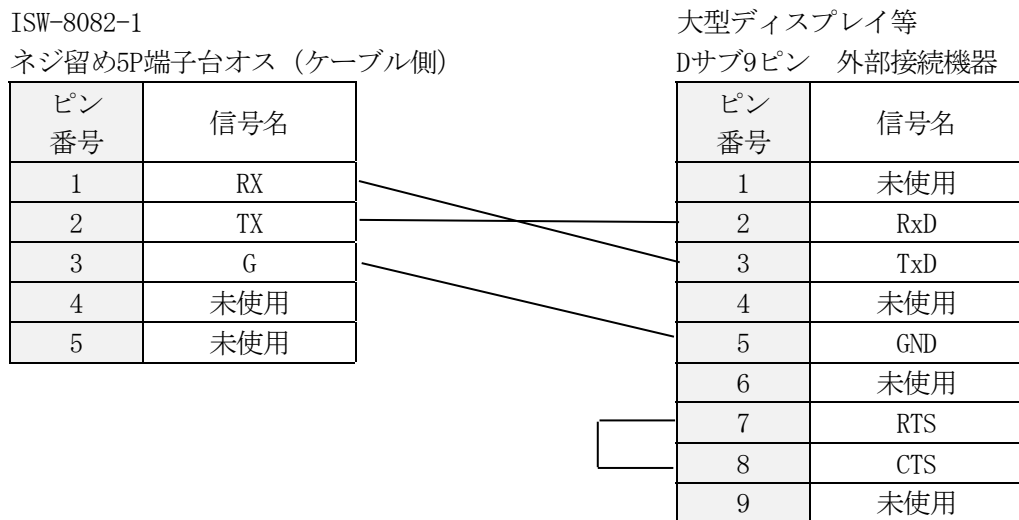 ISW-8082-1
ネジ留め5P端子台オス (ケーブル側)
ピン番号 信号名
1 RX
2 TX
3 G
4 未使用
5 未使用
大型ディスプレイ等
Dサブ9ピン 外部接続機器
ピン番号 信号名
1 未使用
2 RxD
3 TxD
4 未使用
5 GND
6 未使用
7 RTS
8 CTS
9 未使用